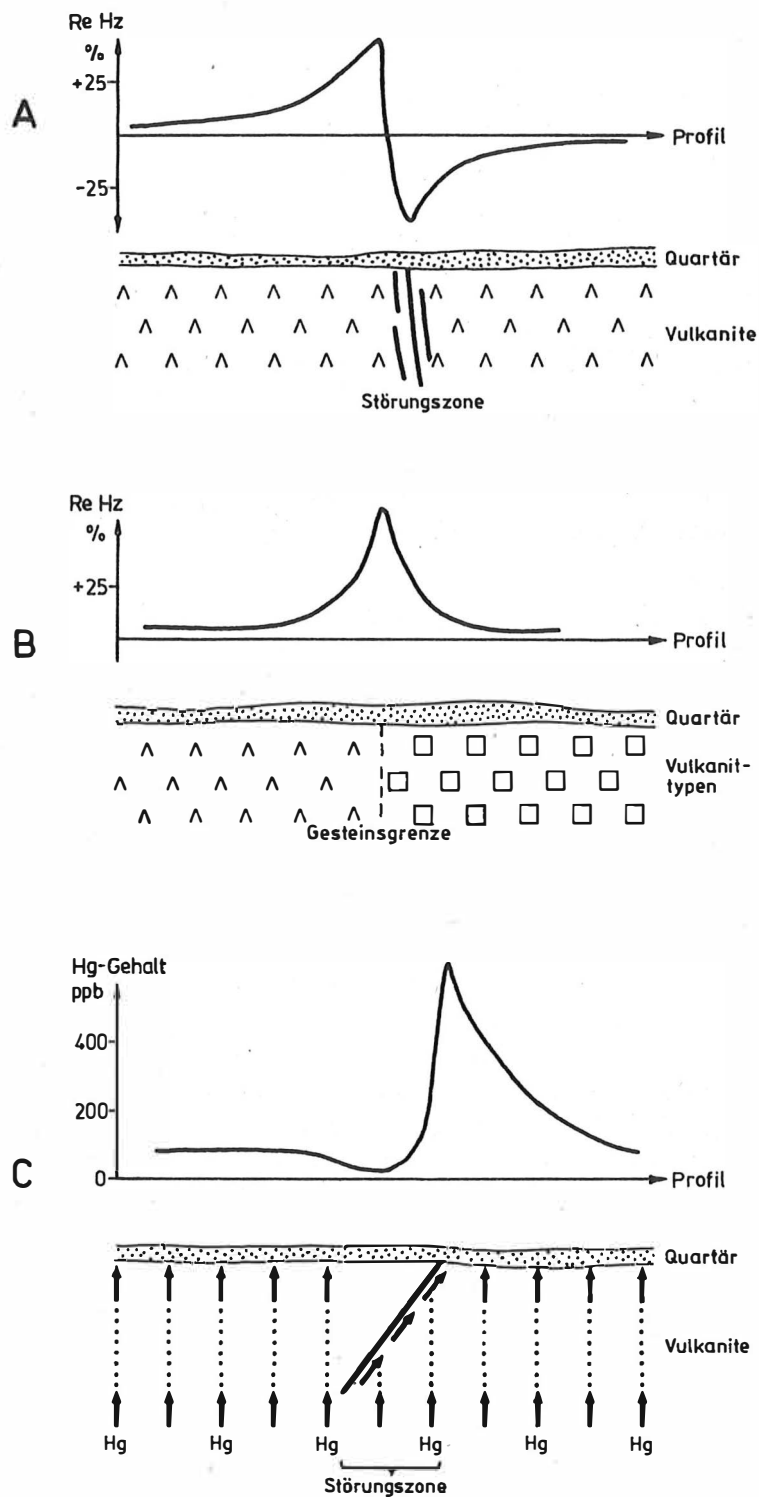 Re Hz
%
+25
A
Profil
-25
Quartär
Vulkanite
Störungszone
Re Hz
%
+25
B
Profil
Quartär
Vulkanit-
typen
Gesteinsgrenze
Hg-Gehalt
ppb
400
200
C
0
Profil
Quartär
Vulkanite
Hg Hg Hg Hg Hg Hg
Störungszone